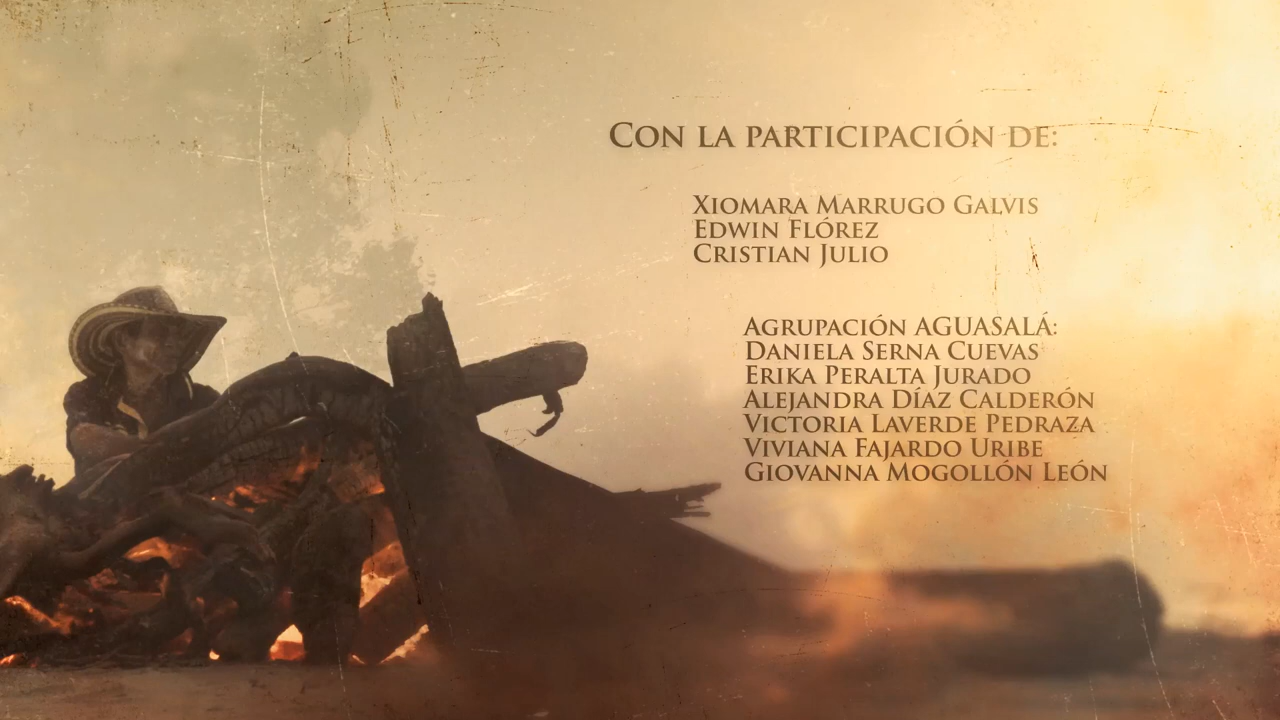 CON LA PARTICIPACIÓN DE:
XIOMARA MARRUGO GALVIS
EDWIN FLÓREZ
CRISTIAN JULIO
AGRUPACIÓN AGUASALÁ:
DANIELA SERNA CUEVAS
ERIKA PERALTA JURADO
ALEJANDRA DÍAZ CALDERÓN
VICTORIA LAVERDE PEDRAZA
VIVIANA FAJARDO URIBE
GIOVANNA MOGOLLÓN LEÓN